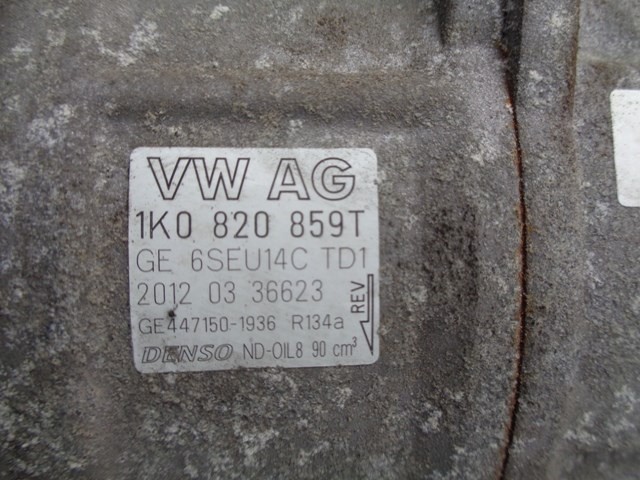 VW AG
1K0 820 859T
GE 6SEU14C TD1
2012 03 36623
GE447150-1936 R134a
DENSO ND-OIL8 90 cm³
REV